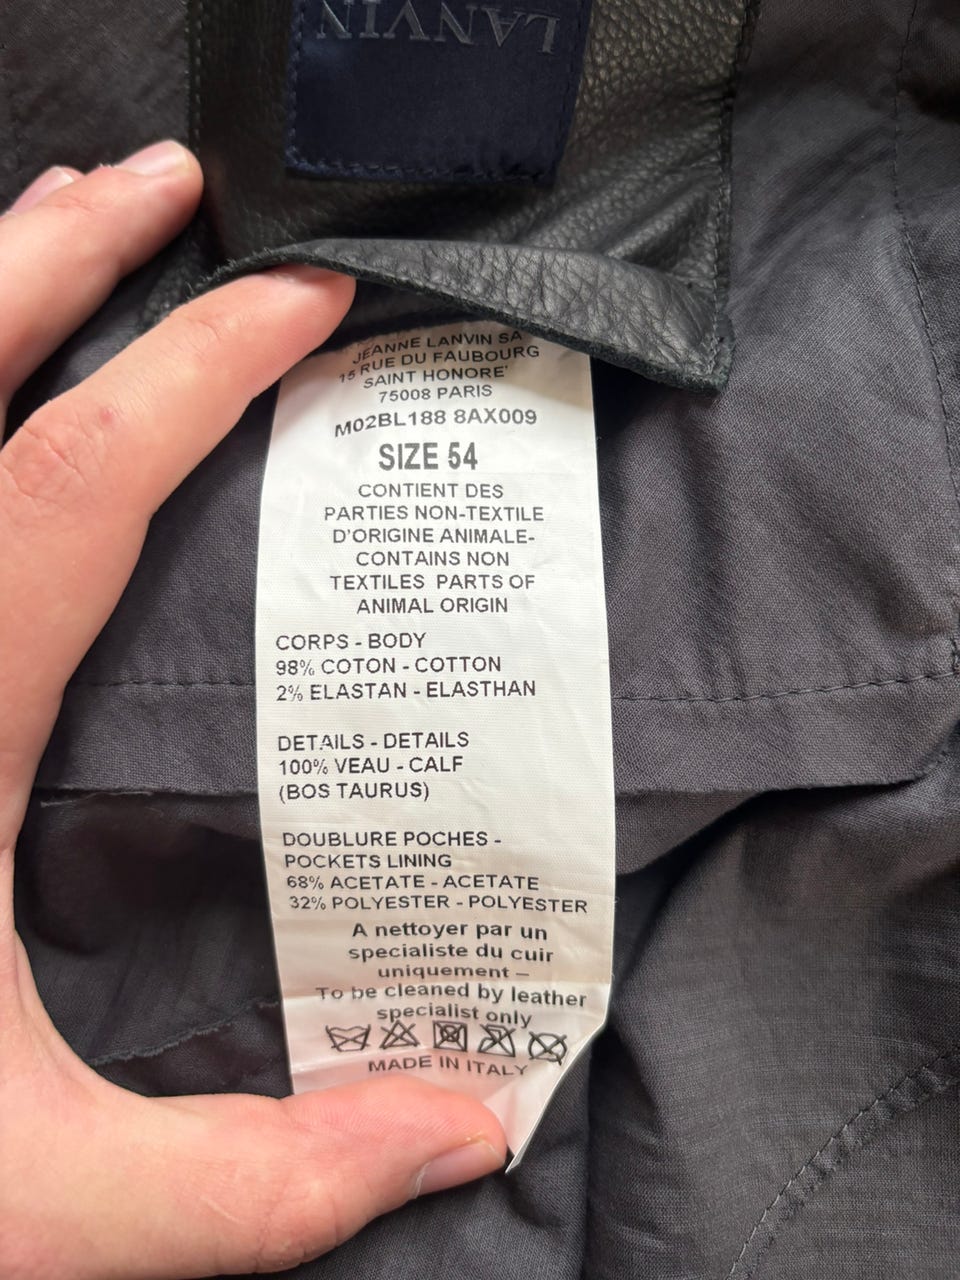 LANVIN
JEANNE LANVIN SA
15 RUE DU FAUBOURG
SAINT HONORE'
75008 PARIS
M02BL188 8AX009
SIZE 54
CONTIENT DES
PARTIES NON-TEXTILE
D'ORIGINE ANIMALE-
CONTAINS NON
TEXTILES PARTS OF
ANIMAL ORIGIN
CORPS - BODY
98% COTON - COTTON
2% ELASTAN - ELASTHAN
DETAILS - DETAILS
100% VEAU - CALF
(BOS TAURUS)
DOUBLURE POCHES -
POCKETS LINING
68% ACETATE - ACETATE
32% POLYESTER - POLYESTER
A nettoyer par un
specialiste du cuir
uniquement –
To be cleaned by leather
specialist only
MADE IN ITALY